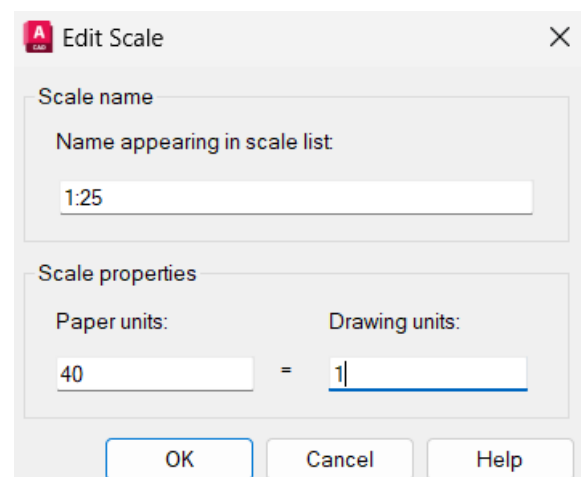 A CAD Edit Scale
Scale name
Name appearing in scale list:
1:25
Scale properties
Paper units: Drawing units:
40 = 1
OK Cancel Help